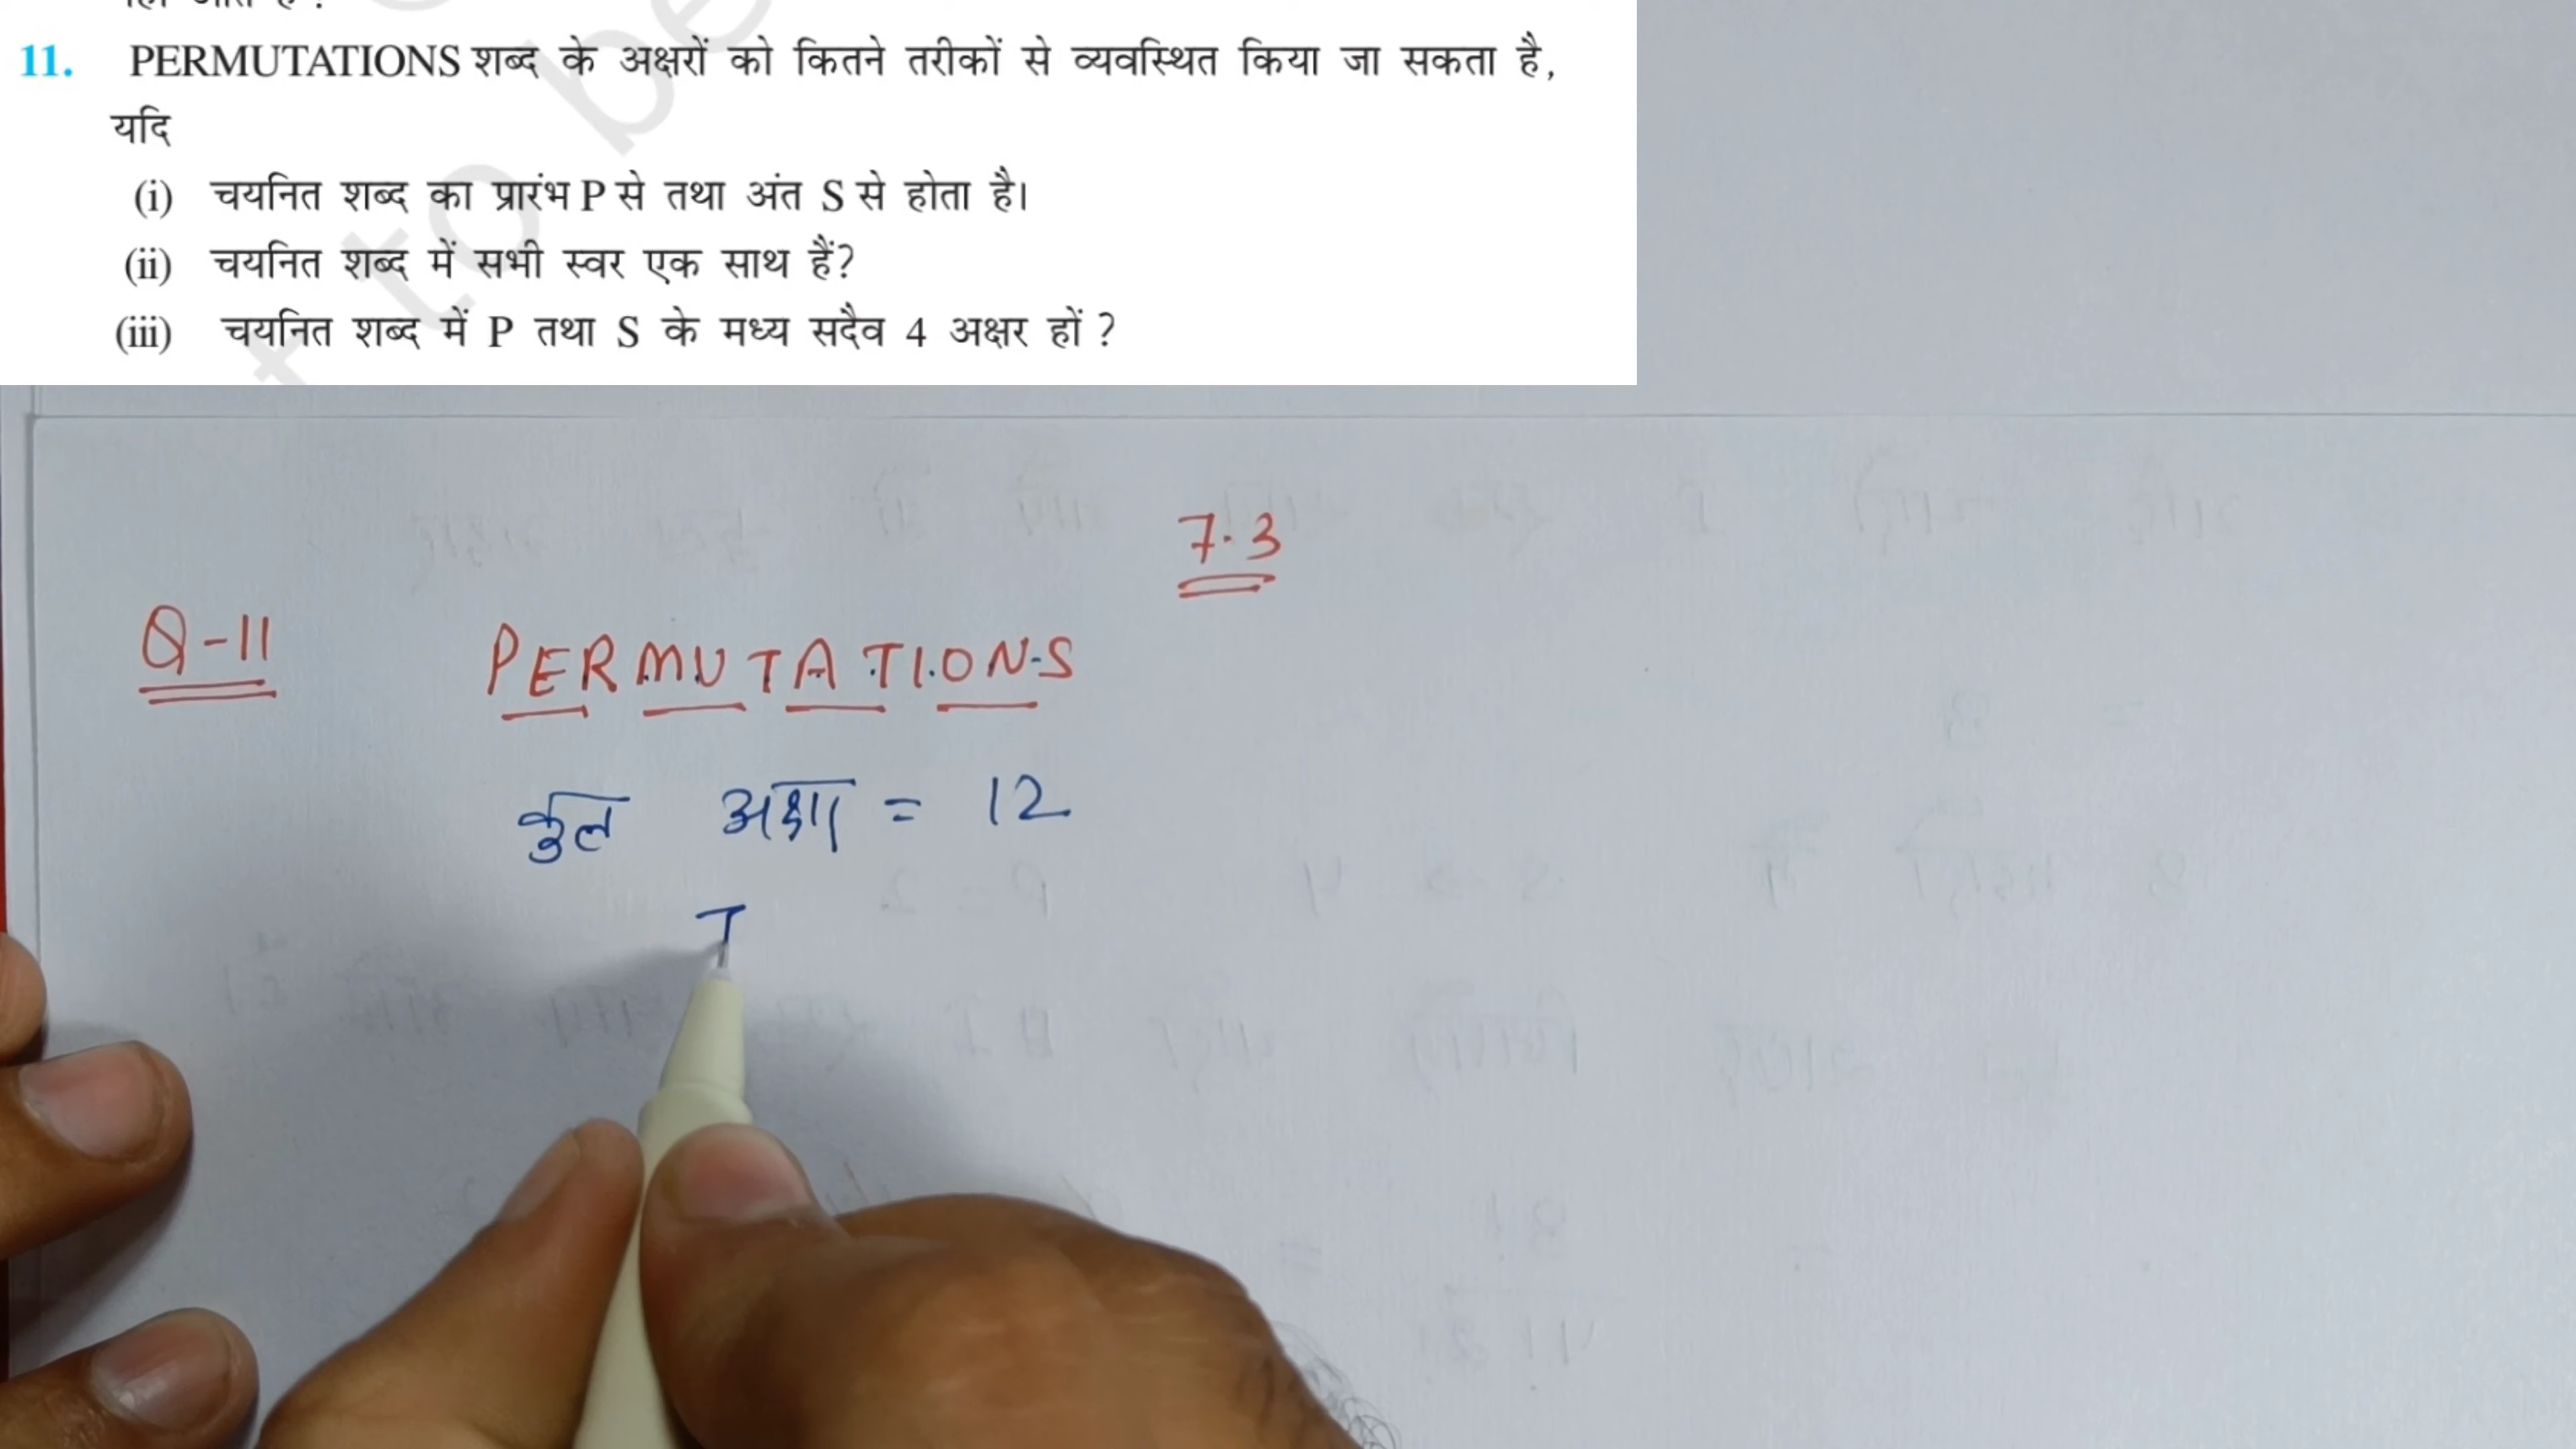 11. PERMUTATIONS शब्द के अक्षरों को कितने तरीकों से व्यवस्थित किया जा सकता है,
यदि
(i) चयनित शब्द का प्रारंभ P से तथा अंत S से होता है।
(ii) चयनित शब्द में सभी स्वर एक साथ हैं?
(iii) चयनित शब्द में P तथा S के मध्य सदैव 4 अक्षर हों ?
7.3
Q-11 PERMUTATIONS
कुल अक्षर = 12
T